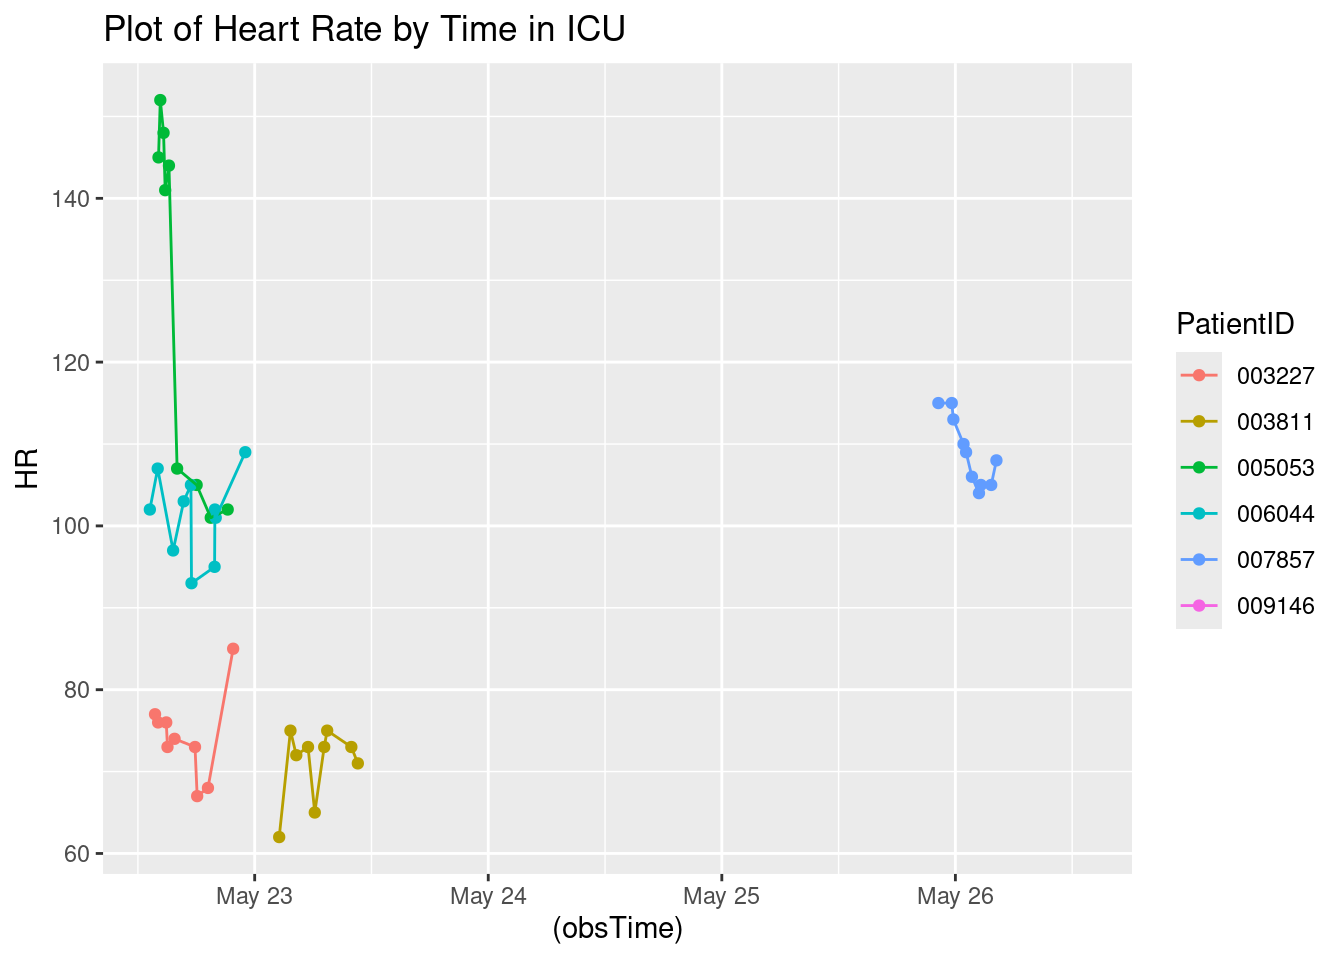 Plot of Heart Rate by Time in ICU
HR
140
120
100
80
60
May 23
May 24
May 25
May 26
(obsTime)
PatientID
003227
003811
005053
006044
007857
009146